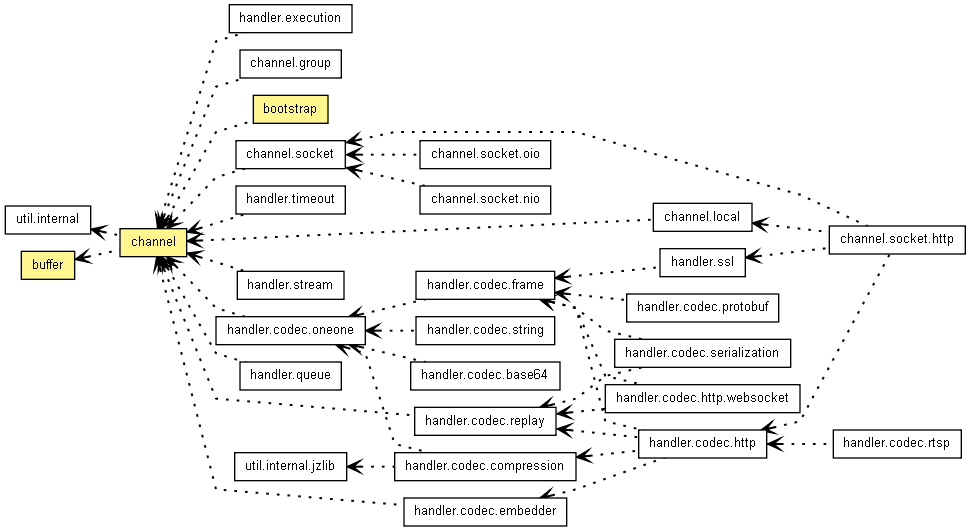 handler.execution
channel.group
bootstrap
channel.socket
channel.socket.oio
handler.timeout
channel.socket.nio
util.internal
channel.local
channel
channel.socket.http
buffer
handler.ssl
handler.stream
handler.codec.frame
handler.codec.protobuf
handler.codec.oneone
handler.codec.string
handler.codec.serialization
handler.queue
handler.codec.base64
handler.codec.http.websocket
handler.codec.replay
handler.codec.http
handler.codec.rtsp
util.internal.jzlib
handler.codec.compression
handler.codec.embedder